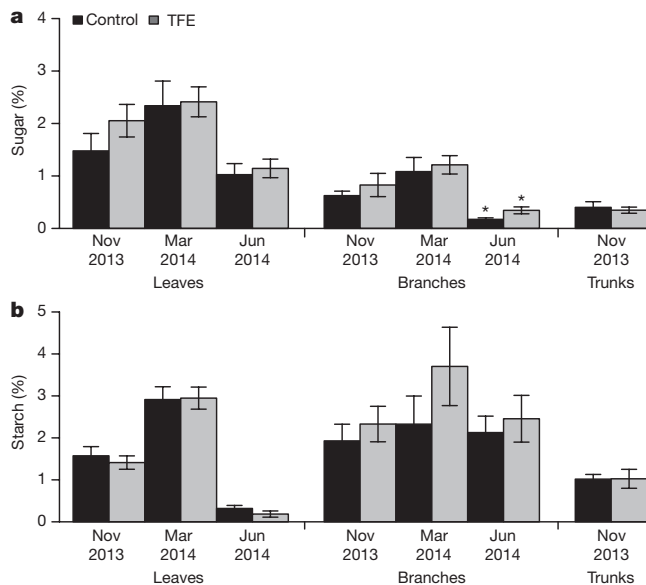 a
Control TFE
Sugar (%)
4
3
2
1
0
* *
Nov 2013 Mar 2014 Jun 2014 Nov 2013 Mar 2014 Jun 2014 Nov 2013
Leaves Branches Trunks
b
Starch (%)
5
4
3
2
1
0
Nov 2013 Mar 2014 Jun 2014 Nov 2013 Mar 2014 Jun 2014 Nov 2013
Leaves Branches Trunks